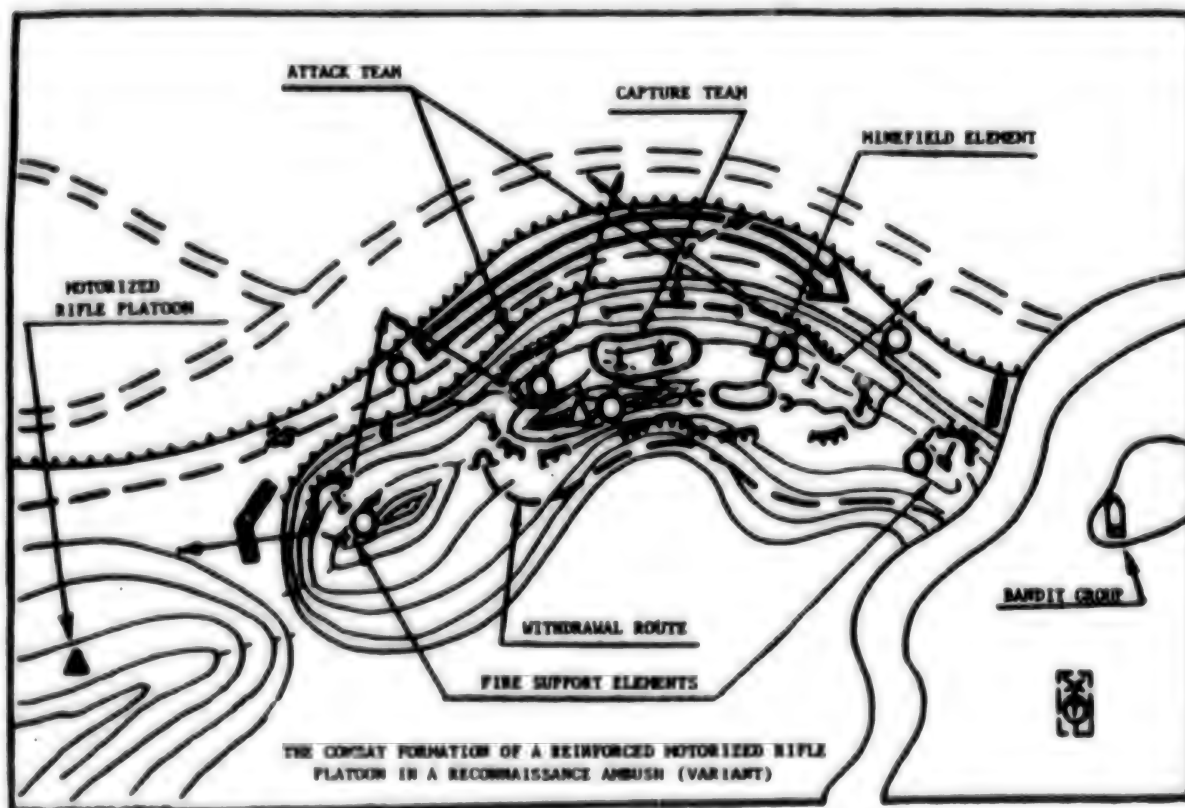 ATTACK TEAM
CAPTURE TEAM
MINEFIELD ELEMENT
MOTORIZED
RIFLE PLATOON
BANDIT GROUP
WITHDRAWAL ROUTE
FIRE SUPPORT ELEMENTS
THE COMBAT FORMATION OF A REINFORCED MOTORIZED RIFLE
PLATOON IN A RECONNAISSANCE AMBUSH (VARIANT)